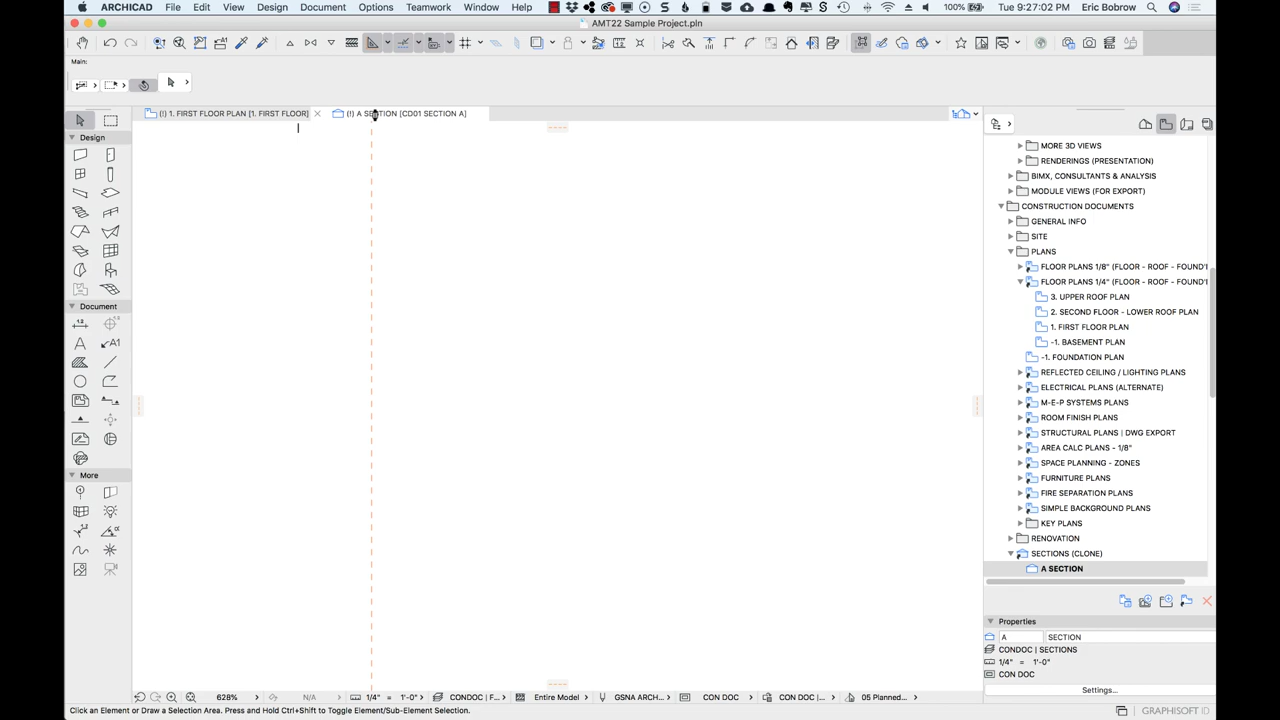 ARCHICAD File Edit View Design Document Options Teamwork Window Help 100% Tue 9:27:02 PM Eric Bobrow
AMT22 Sample Project.pln
Main:
(!) 1. FIRST FLOOR PLAN [1. FIRST FLOOR] (!) A SECTION [CD01 SECTION A]
Design
Document
A A1
1.2
More
MORE 3D VIEWS
RENDERINGS (PRESENTATION)
BIMX, CONSULTANTS & ANALYSIS
MODULE VIEWS (FOR EXPORT)
CONSTRUCTION DOCUMENTS
GENERAL INFO
SITE
PLANS
FLOOR PLANS 1/8" (FLOOR - ROOF - FOUND'
FLOOR PLANS 1/4" (FLOOR - ROOF - FOUND'
3. UPPER ROOF PLAN
2. SECOND FLOOR - LOWER ROOF PLAN
1. FIRST FLOOR PLAN
-1. BASEMENT PLAN
-1. FOUNDATION PLAN
REFLECTED CEILING / LIGHTING PLANS
ELECTRICAL PLANS (ALTERNATE)
M-E-P SYSTEMS PLANS
ROOM FINISH PLANS
STRUCTURAL PLANS | DWG EXPORT
AREA CALC PLANS - 1/8"
SPACE PLANNING - ZONES
FURNITURE PLANS
FIRE SEPARATION PLANS
SIMPLE BACKGROUND PLANS
KEY PLANS
RENOVATION
SECTIONS (CLONE)
A SECTION
Properties
A SECTION
CONDOC | SECTIONS
1/4" = 1'-0"
CON DOC
Settings...
628% N/A 1/4" = 1'-0" CONDOC | F... Entire Model GSNA ARCH... CON DOC CON DOC |... 05 Planned...
Click an Element or Draw a Selection Area. Press and Hold Ctrl+Shift to Toggle Element/Sub-Element Selection.
GRAPHISOFT ID